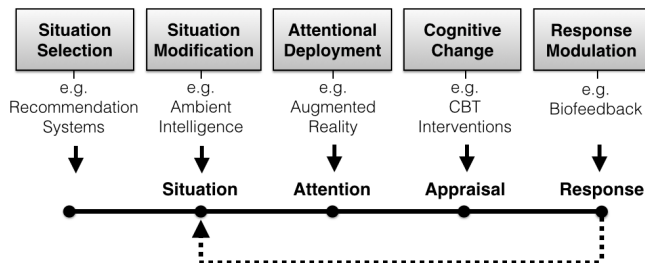 Situation
Selection
Situation
Modification
Attentional
Deployment
Cognitive
Change
Response
Modulation
e.g.
Recommendation
Systems
e.g.
Ambient
Intelligence
e.g.
Augmented
Reality
e.g.
CBT
Interventions
e.g.
Biofeedback
Situation
Attention
Appraisal
Response